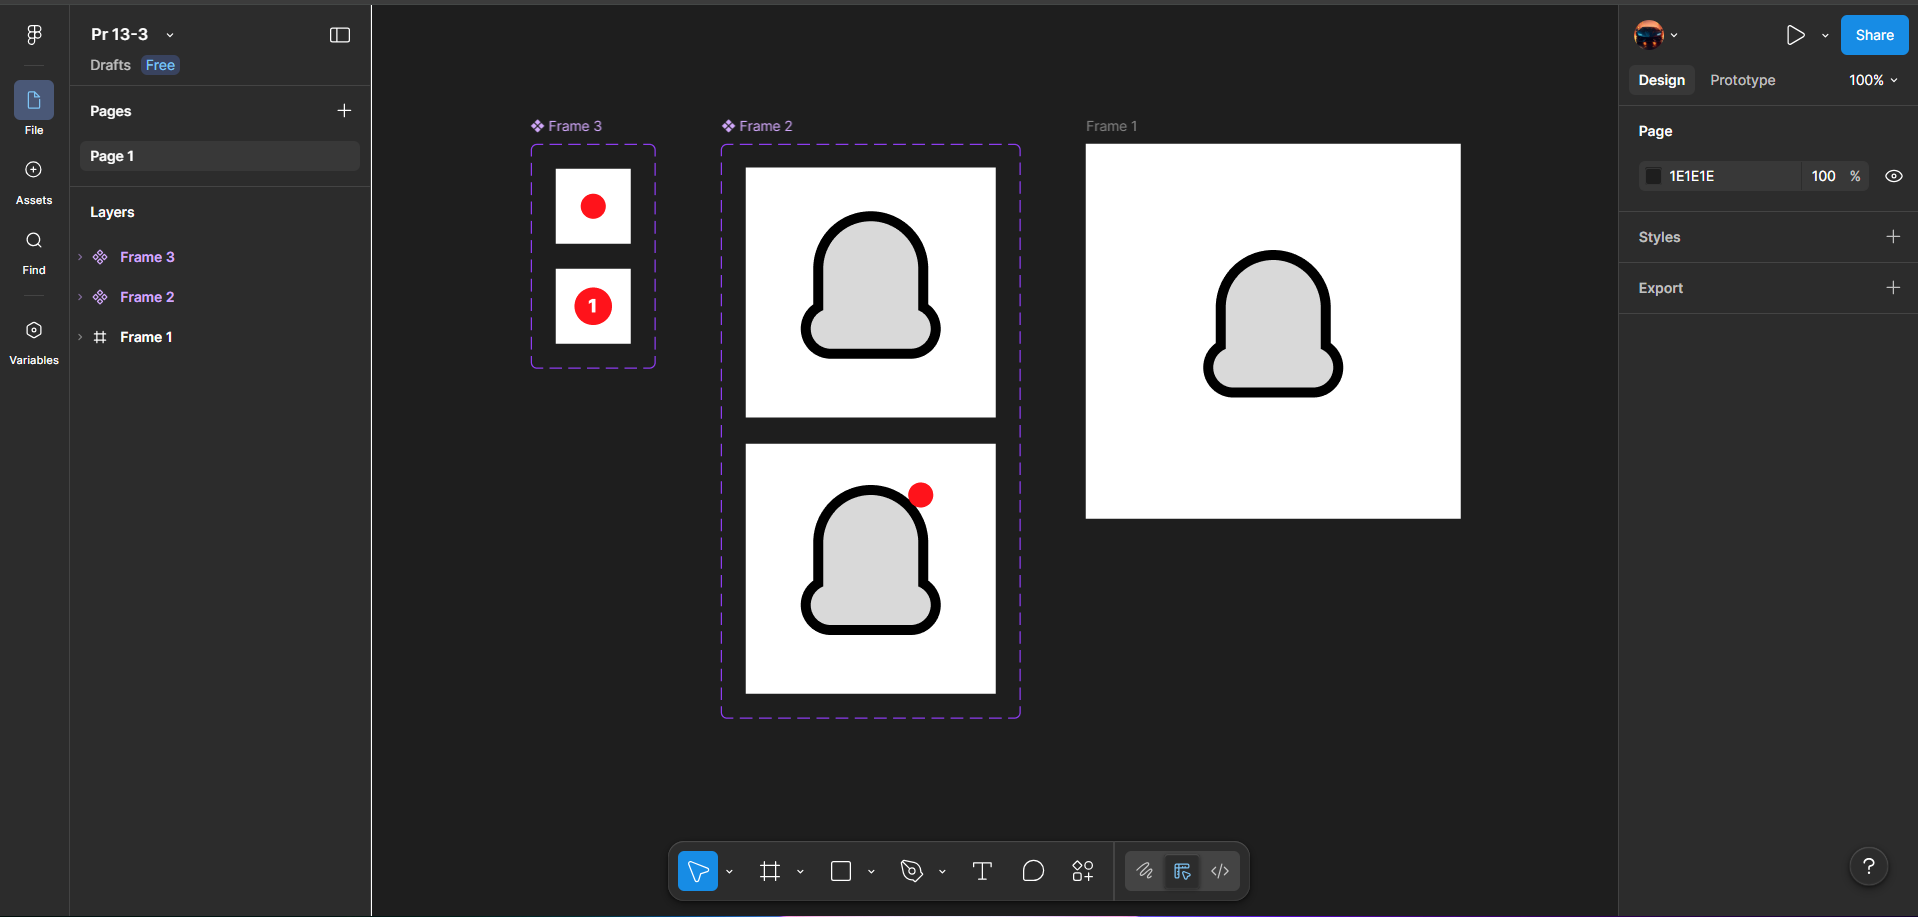 Pr 13-3
Drafts Free
File
Assets
Find
Variables
Pages
Page 1
Layers
Frame 3
Frame 2
Frame 1
Frame 3
1
Frame 2
Frame 1
Share
Design Prototype 100%
Page
1E1E1E 100 %
Styles
Export
?